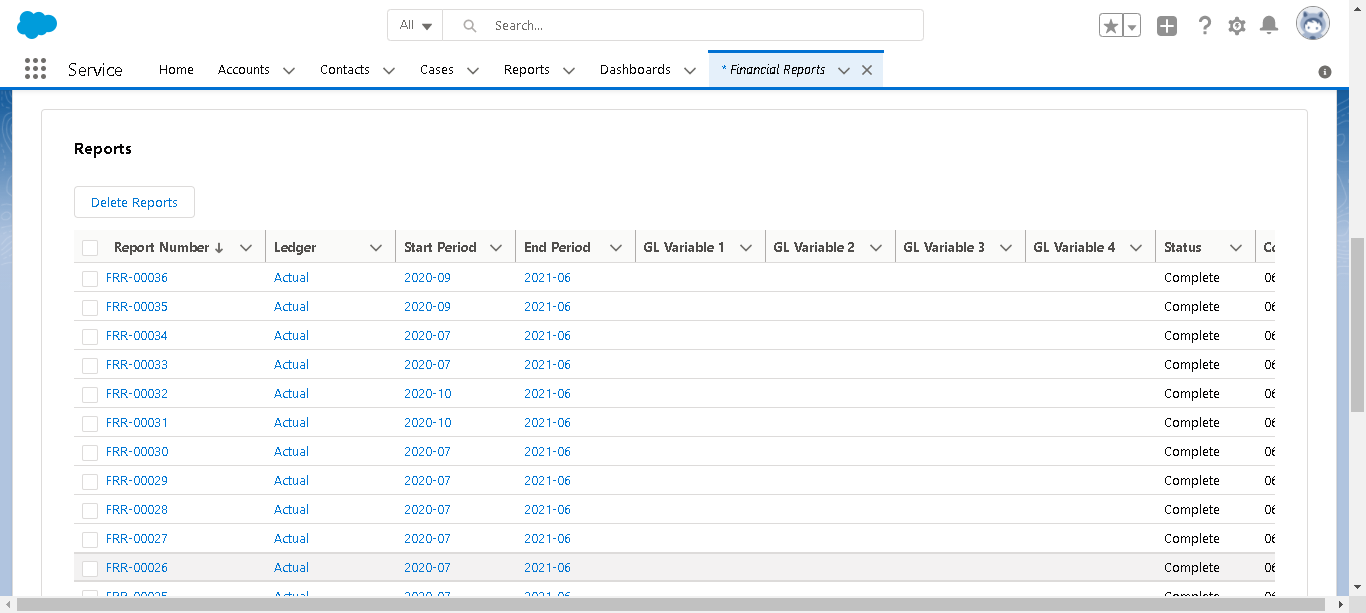 All Search...
Service Home Accounts Contacts Cases Reports Dashboards * Financial Reports
Reports
Delete Reports
Report Number Ledger Start Period End Period GL Variable 1 GL Variable 2 GL Variable 3 GL Variable 4 Status
FRR-00036 Actual 2020-09 2021-06 Complete 06
FRR-00035 Actual 2020-09 2021-06 Complete 06
FRR-00034 Actual 2020-07 2021-06 Complete 06
FRR-00033 Actual 2020-07 2021-06 Complete 06
FRR-00032 Actual 2020-10 2021-06 Complete 06
FRR-00031 Actual 2020-10 2021-06 Complete 06
FRR-00030 Actual 2020-07 2021-06 Complete 06
FRR-00029 Actual 2020-07 2021-06 Complete 06
FRR-00028 Actual 2020-07 2021-06 Complete 06
FRR-00027 Actual 2020-07 2021-06 Complete 06
FRR-00026 Actual 2020-07 2021-06 Complete 06
FRR-00025 Actual 2020-07 2021-06 Complete